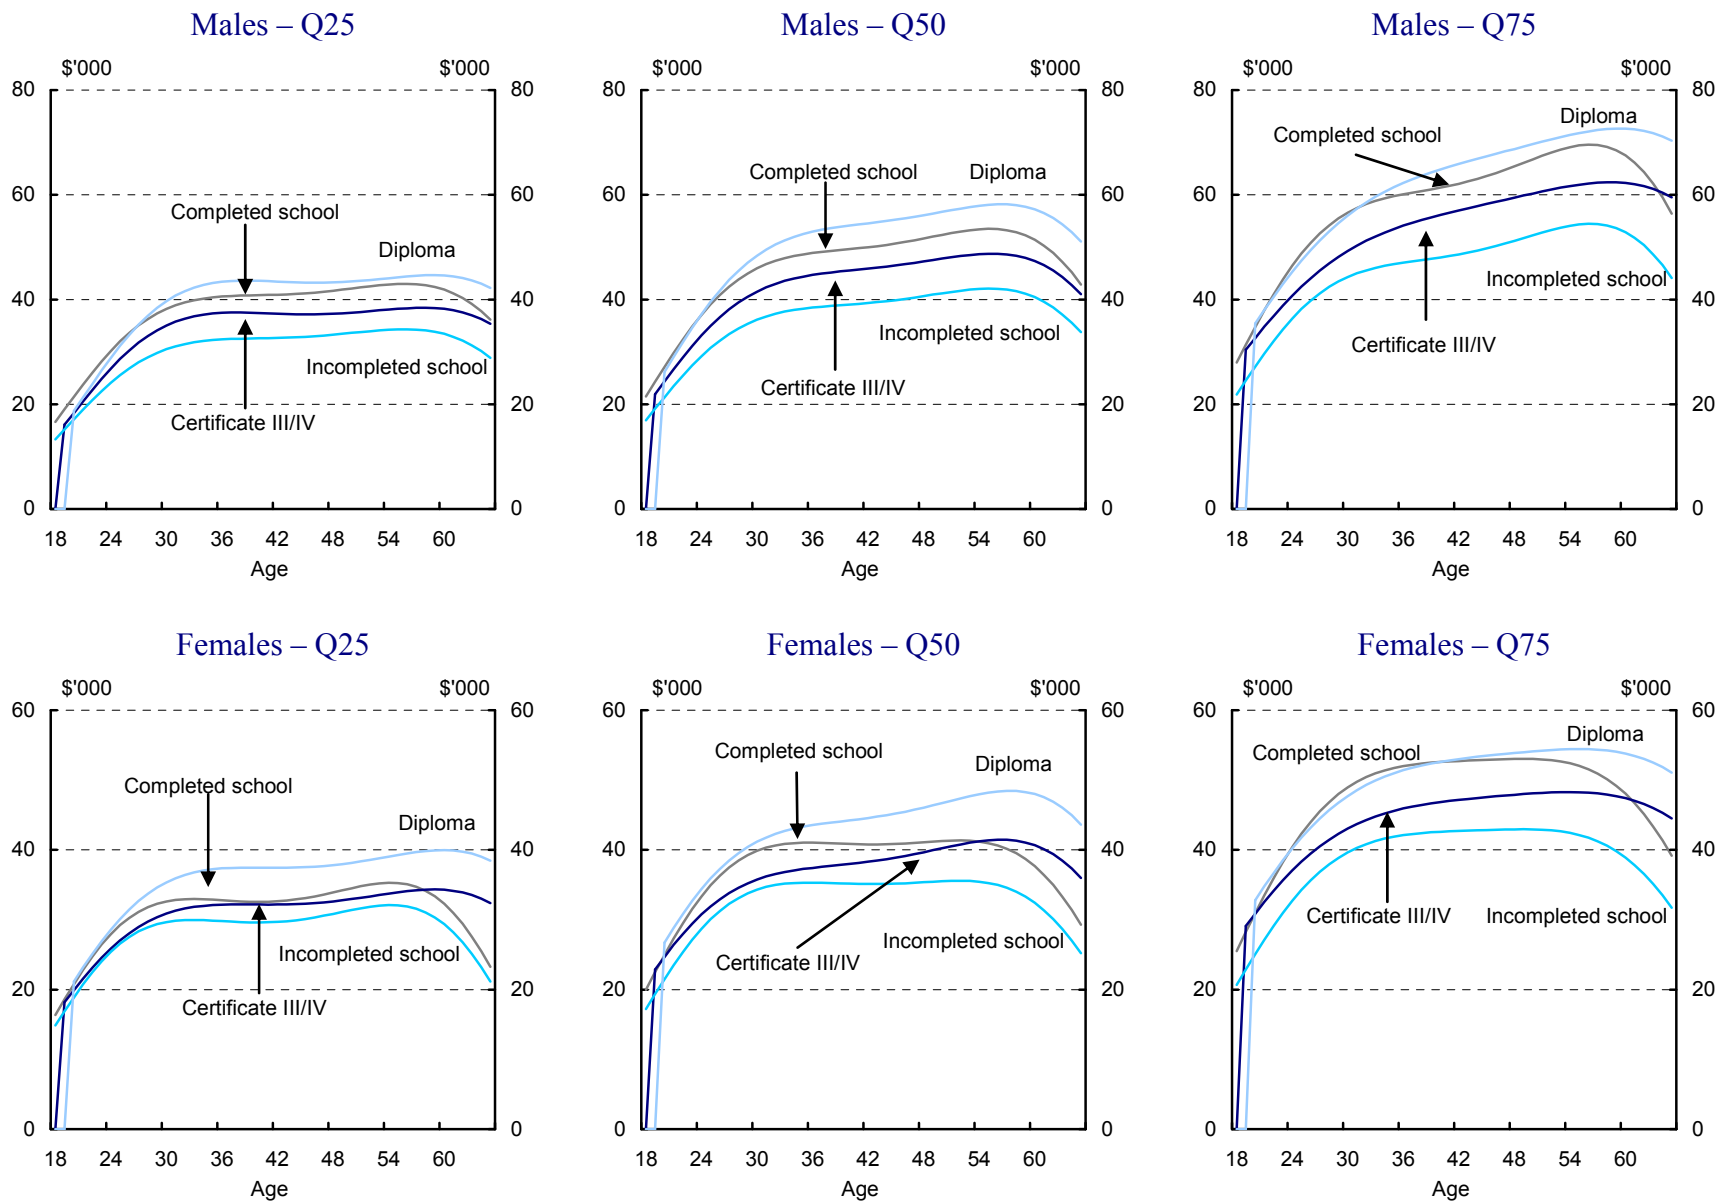 Males – Q25
Males – Q50
Males – Q75
$'000
$'000
$'000
$'000
$'000
$'000
80
80
80
80
80
80
Completed school
Diploma
Completed school
Diploma
Diploma
Completed school
60
60
60
60
60
60
40
40
40
40
40
40
Incompleted school
Certificate III/IV
Incompleted school
Certificate III/IV
Incompleted school
Certificate III/IV
20
20
20
20
20
20
0
0
0
0
0
0
18 24 30 36 42 48 54 60
18 24 30 36 42 48 54 60
18 24 30 36 42 48 54 60
Age
Age
Age
Females – Q25
Females – Q50
Females – Q75
$'000
$'000
$'000
$'000
$'000
$'000
60
60
60
60
60
60
Completed school
Diploma
Completed school
Diploma
Completed school
Diploma
40
40
40
40
40
40
Incompleted school
Certificate III/IV
Incompleted school
Certificate III/IV
Certificate III/IV
Incompleted school
20
20
20
20
20
20
0
0
0
0
0
0
18 24 30 36 42 48 54 60
18 24 30 36 42 48 54 60
18 24 30 36 42 48 54 60
Age
Age
Age